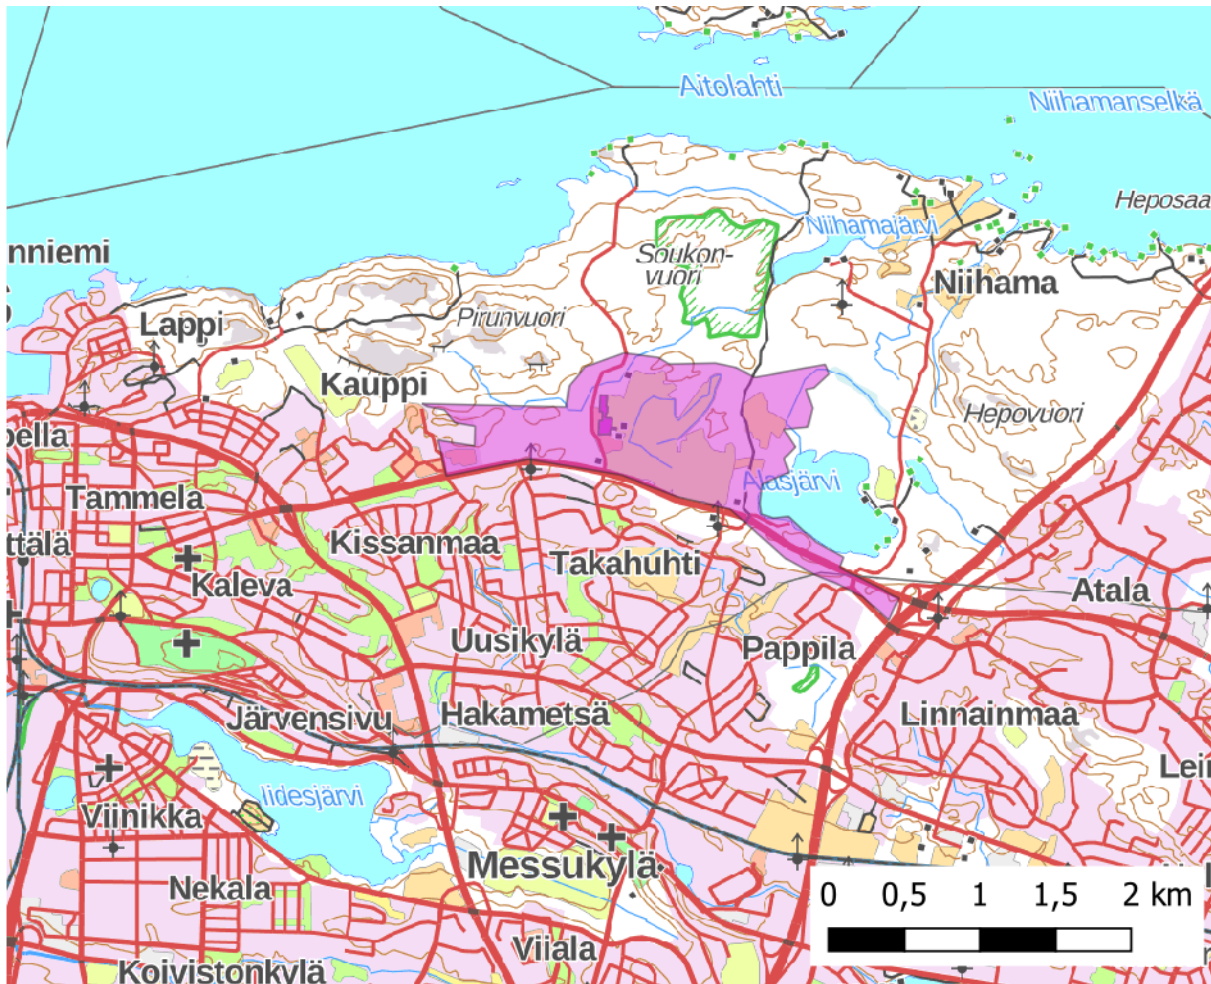 Aitolahti
Niihamanselkä
Heposaa
Niihamajärvi
nniemi
Soukon-
vuori
Niihama
Lappi
Pirunvuori
Kauppi
Hepovuori
pella
Alasjärvi
Tammela
Kissanmaa
ttälä
Takahuhti
Kaleva
Atala
Uusikylä
Pappila
Järvensivu
Hakametsä
Linnainmaa
Lei
Iidesjärvi
Viinikka
Messukylä
Nekala
0 0,5 1 1,5 2 km
Viiala
Koivistonkylä